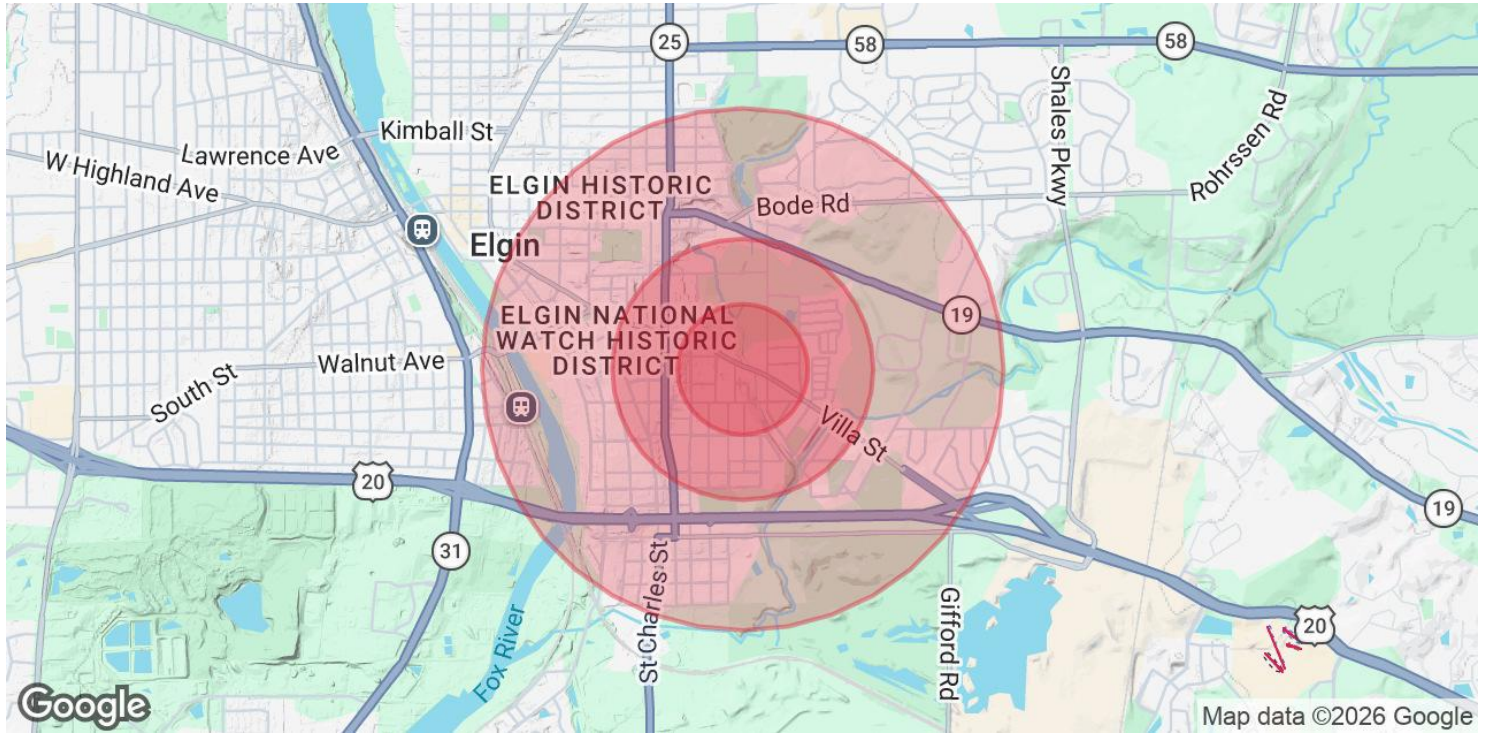 25
58
58
Kimball St
Lawrence Ave
W Highland Ave
Shales Pkwy
Rohrssen Rd
ELGIN HISTORIC
DISTRICT
Bode Rd
Elgin
ELGIN NATIONAL
WATCH HISTORIC
DISTRICT
19
Walnut Ave
South St
Villa St
20
19
31
St Charles St
Fox River
Gifford Rd
20
Google
Map data ©2026 Google